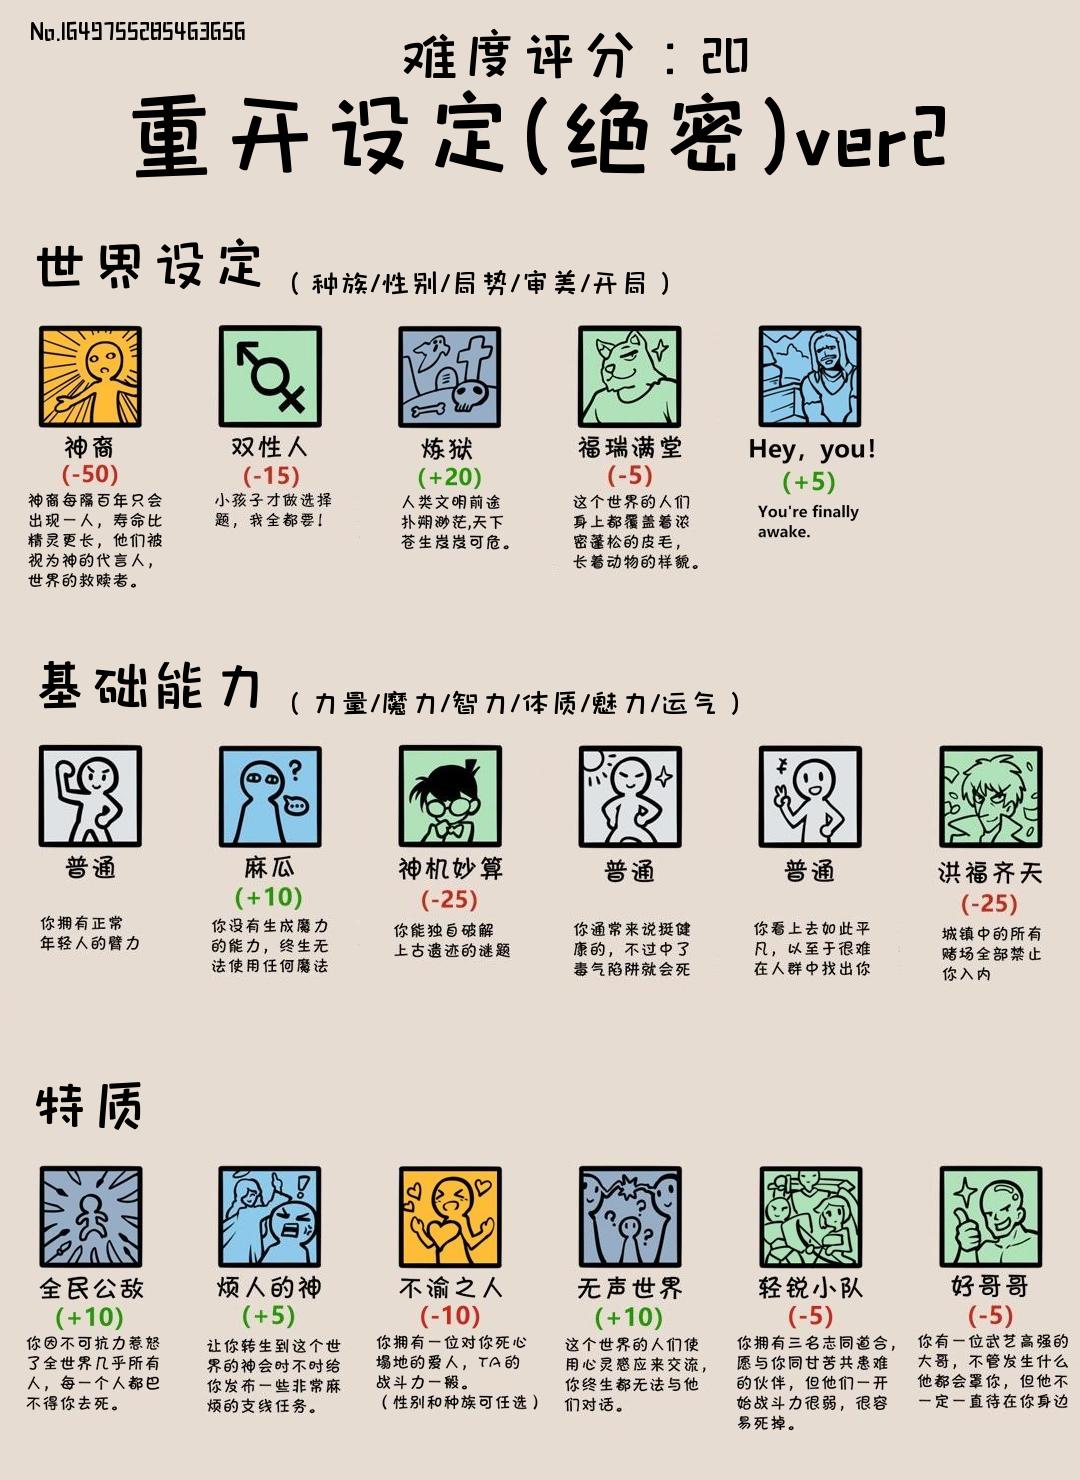 No.1649755285463656
难度评分：20
重开设定(绝密)ver2
世界设定 （种族/性别/局势/审美/开局）
神裔
(-50)
神裔每隔百年只会
出现一人，寿命比
精灵更长，他们被
视为神的代言人，
世界的救赎者。
双性人
(-15)
小孩子才做选择
题，我全都要！
炼狱
(+20)
人类文明前途
扑朔渺茫,天下
苍生岌岌可危。
福瑞满堂
(-5)
这个世界的人们
身上都覆盖着浓
密蓬松的皮毛，
长着动物的样貌。
Hey, you!
(+5)
You're finally
awake.
基础能力 （力量/魔力/智力/体质/魅力/运气）
普通
你拥有正常
年轻人的臂力
?
麻瓜
(+10)
你没有生成魔力
的能力，终生无
法使用任何魔法
神机妙算
(-25)
你能独自破解
上古遗迹的谜题
普通
你通常来说挺健
康的，不过中了
毒气陷阱就会死
普通
你看上去如此平
凡，以至于很难
在人群中找出你
洪福齐天
(-25)
城镇中的所有
赌场全部禁止
你入内
特质
全民公敌
(+10)
你因不可抗力惹怒
了全世界几乎所有
人，每一个人都巴
不得你去死。
!
烦人的神
(+5)
让你转生到这个世
界的神会时不时给
你发布一些非常麻
烦的支线任务。
不渝之人
(-10)
你拥有一位对你死心
塌地的爱人，TA的
战斗力一般。
（性别和种族可任选）
? ?
无声世界
(+10)
这个世界的人们使
用心灵感应来交流，
你终生都无法与他
们对话。
轻锐小队
(-5)
你拥有三名志同道合，
愿与你同甘苦共患难
的伙伴，但他们一开
始战斗力很弱，很容
易死掉。
好哥哥
(-5)
你有一位武艺高强的
大哥，不管发生什么
他都会罩你，但他不
一定一直待在你身边